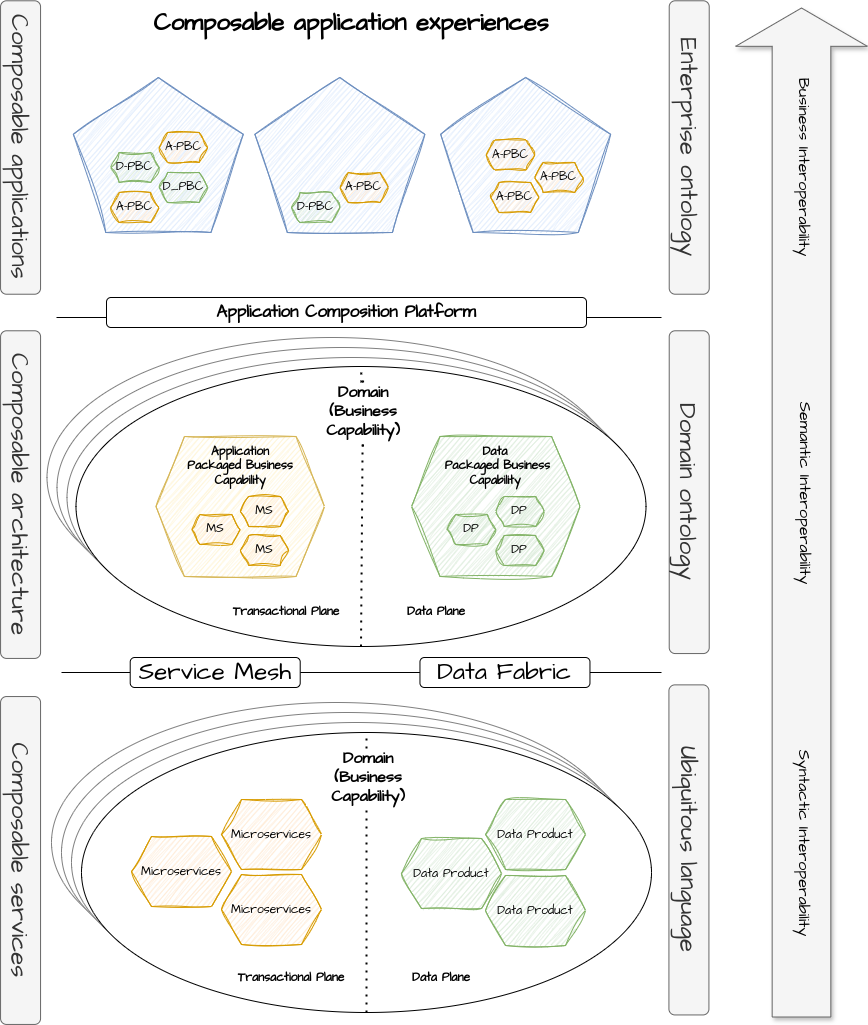 Composable application experiences
Composable applications
A-PBC
D-PBC
D_PBC
A-PBC
A-PBC
D-PBC
A-PBC
A-PBC
A-PBC
Enterprise ontology
Business Interoperability
Application Composition Platform
Composable architecture
Domain
(Business
Capability)
Application
Packaged Business
Capability
MS
MS
MS
Data
Packaged Business
Capability
DP
DP
DP
Transactional Plane
Data Plane
Domain ontology
Semantic Interoperability
Service Mesh
Data Fabric
Composable services
Domain
(Business
Capability)
Microservices
Microservices
Microservices
Data Product
Data Product
Data Product
Transactional Plane
Data Plane
Ubiquitous language
Syntactic Interoperability